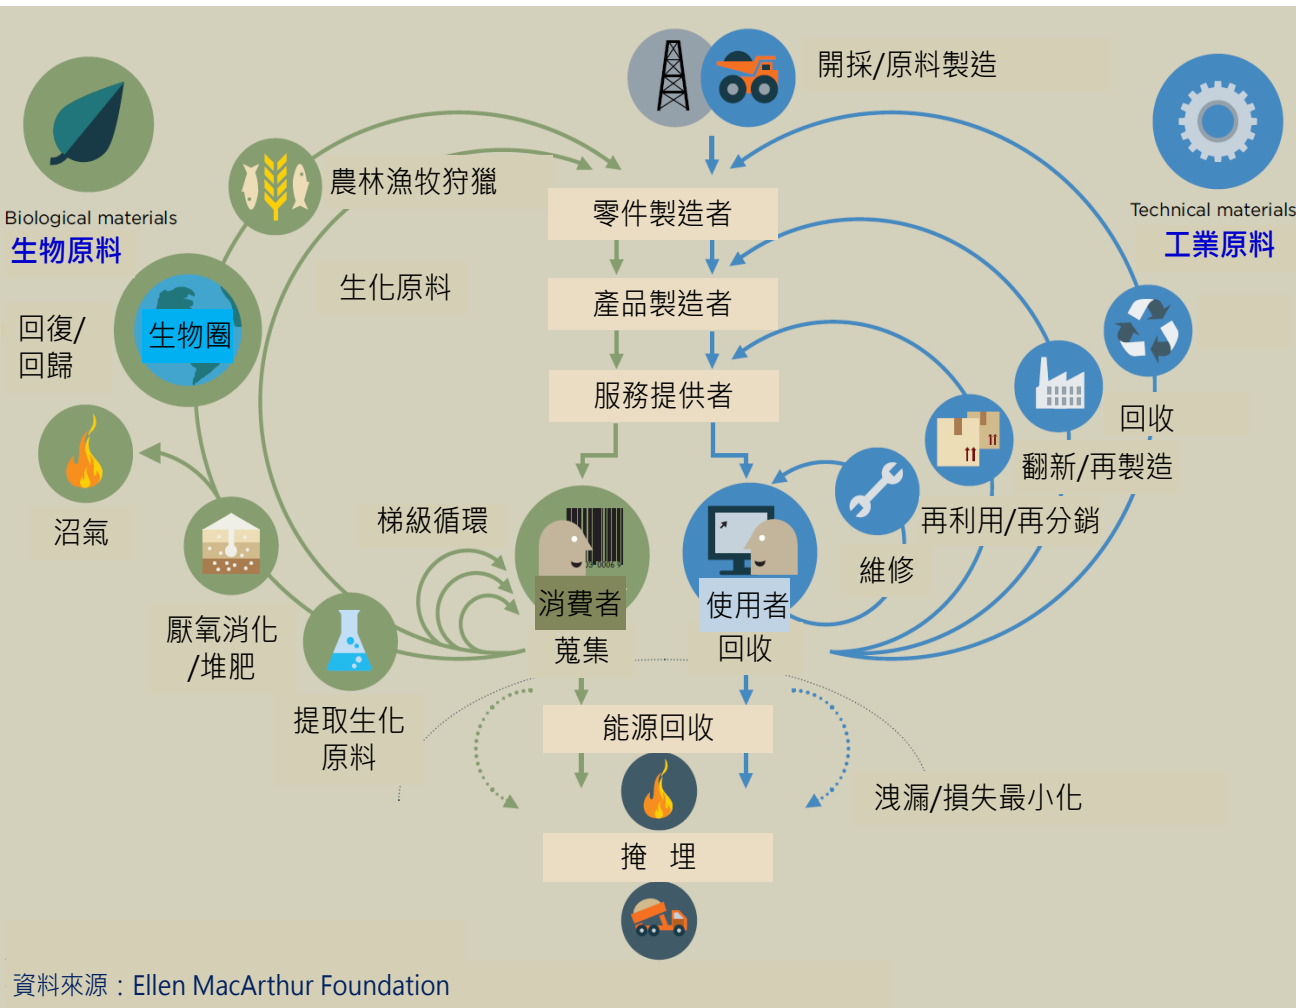 開採/原料製造
Biological materials
生物原料
Technical materials
工業原料
農林漁牧狩獵
零件製造者
生化原料
產品製造者
回復/
回歸
生物圈
服務提供者
回收
翻新/再製造
再利用/再分銷
維修
沼氣
梯級循環
03 0006 9
消費者
使用者
厭氧消化
/堆肥
蒐集
回收
提取生化
原料
能源回收
洩漏/損失最小化
掩 埋
資料來源：Ellen MacArthur Foundation